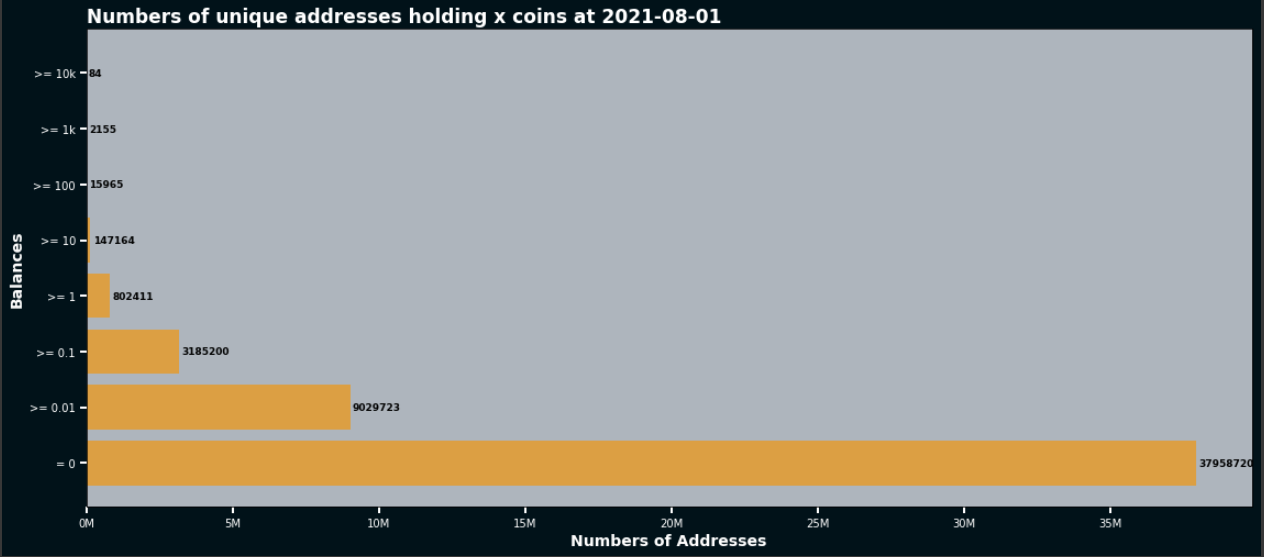 Numbers of unique addresses holding x coins at 2021-08-01
>= 10k 84
>= 1k 2155
>= 100 15965
>= 10 147164
>= 1 802411
>= 0.1 3185200
>= 0.01 9029723
= 0 37958720
Balances
0M 5M 10M 15M 20M 25M 30M 35M
Numbers of Addresses